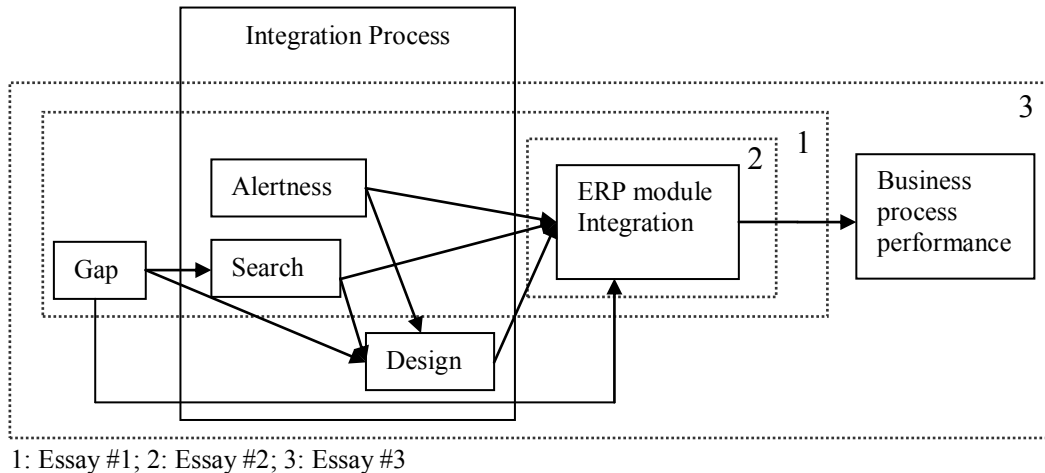 Integration Process
3
1
2
Alertness
ERP module
Integration
Business
process
performance
Gap
Search
Design
1: Essay #1; 2: Essay #2; 3: Essay #3